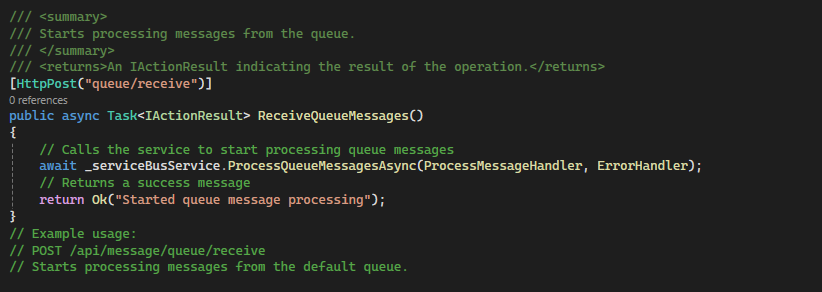 /// <summary>
/// Starts processing messages from the queue.
/// </summary>
/// <returns>An IActionResult indicating the result of the operation.</returns>
[HttpPost("queue/receive")]
0 references
public async Task<IActionResult> ReceiveQueueMessages()
{
    // Calls the service to start processing queue messages
    await _serviceBusService.ProcessQueueMessagesAsync(ProcessMessageHandler, ErrorHandler);
    // Returns a success message
    return Ok("Started queue message processing");
}
// Example usage:
// POST /api/message/queue/receive
// Starts processing messages from the default queue.